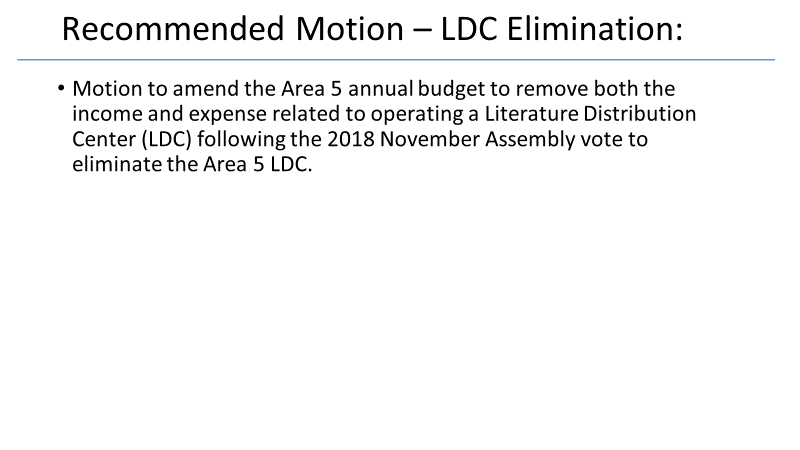 Recommended Motion – LDC Elimination:
• Motion to amend the Area 5 annual budget to remove both the
income and expense related to operating a Literature Distribution
Center (LDC) following the 2018 November Assembly vote to
eliminate the Area 5 LDC.